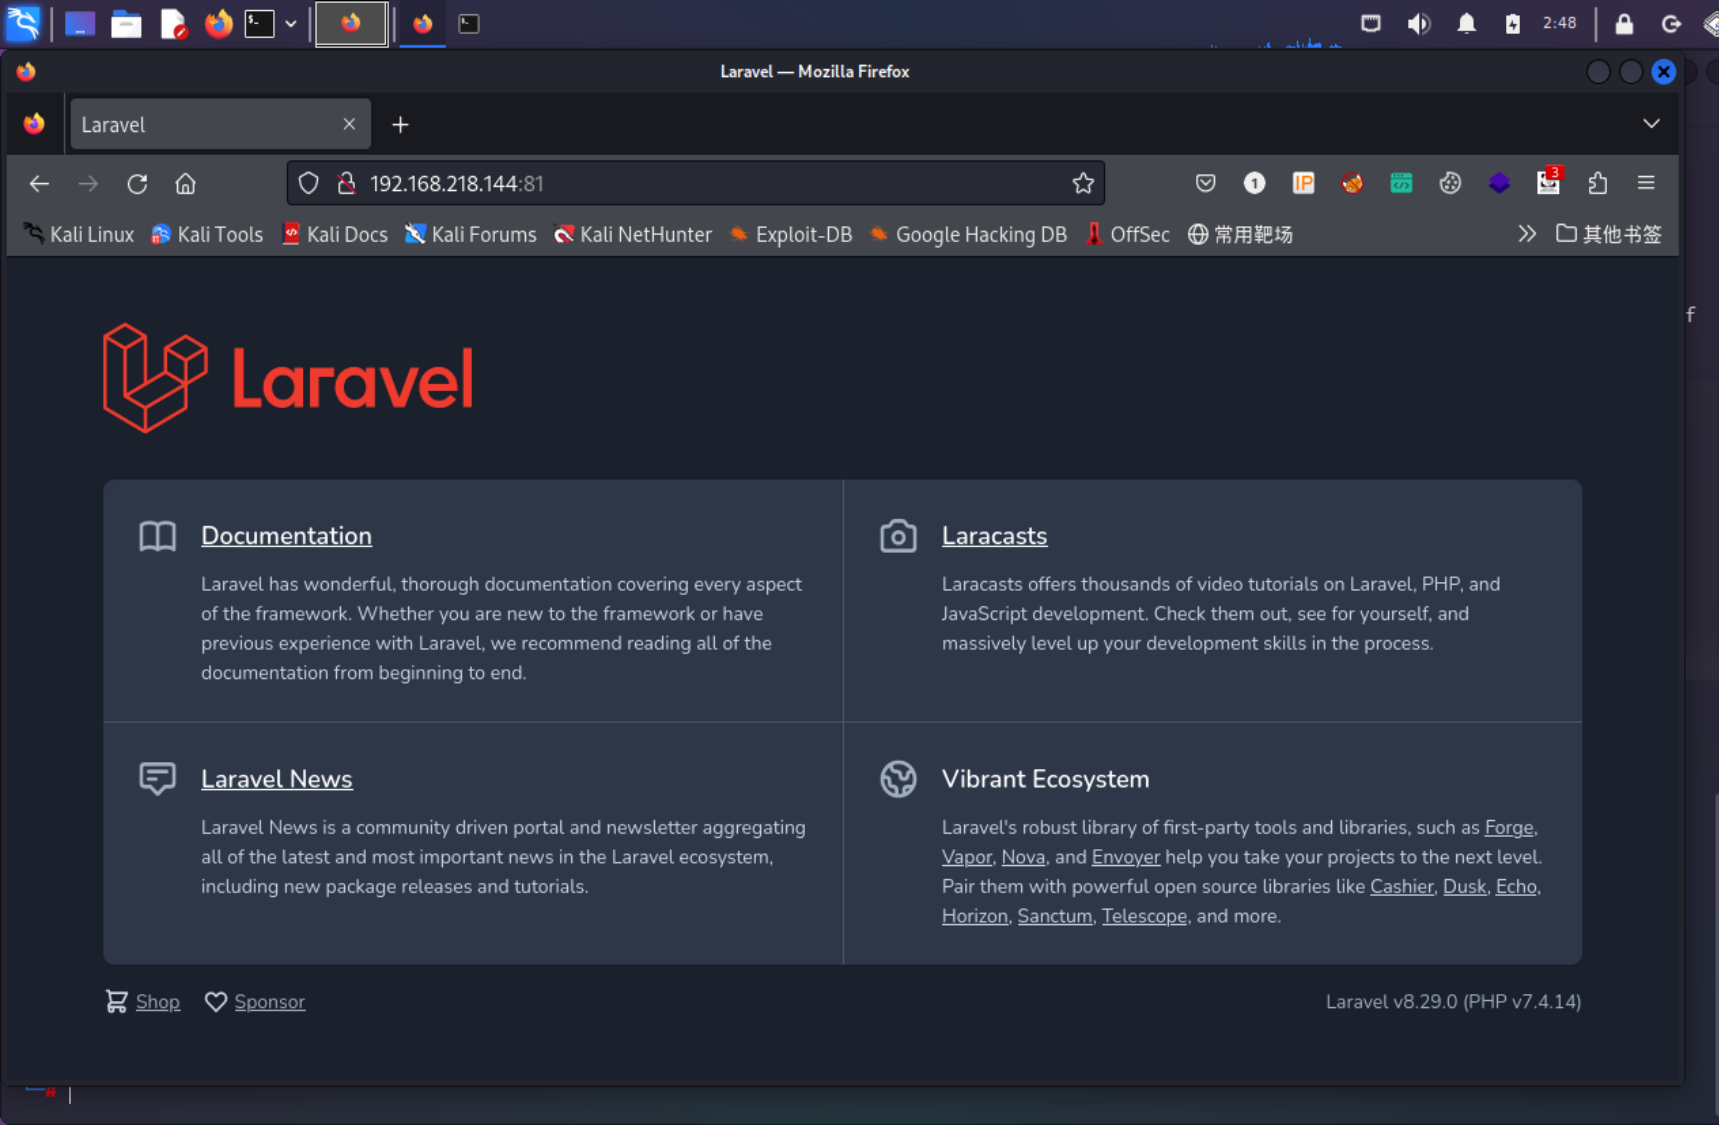 2:48
Laravel — Mozilla Firefox
Laravel
192.168.218.144:81
1
IP
3
Kali Linux
Kali Tools
Kali Docs
Kali Forums
Kali NetHunter
Exploit-DB
Google Hacking DB
OffSec
常用靶场
其他书签
f
Laravel
Documentation
Laravel has wonderful, thorough documentation covering every aspect
of the framework. Whether you are new to the framework or have
previous experience with Laravel, we recommend reading all of the
documentation from beginning to end.
Laracasts
Laracasts offers thousands of video tutorials on Laravel, PHP, and
JavaScript development. Check them out, see for yourself, and
massively level up your development skills in the process.
Laravel News
Laravel News is a community driven portal and newsletter aggregating
all of the latest and most important news in the Laravel ecosystem,
including new package releases and tutorials.
Vibrant Ecosystem
Laravel's robust library of first-party tools and libraries, such as Forge,
Vapor, Nova, and Envoyer help you take your projects to the next level.
Pair them with powerful open source libraries like Cashier, Dusk, Echo,
Horizon, Sanctum, Telescope, and more.
Shop
Sponsor
Laravel v8.29.0 (PHP v7.4.14)
#